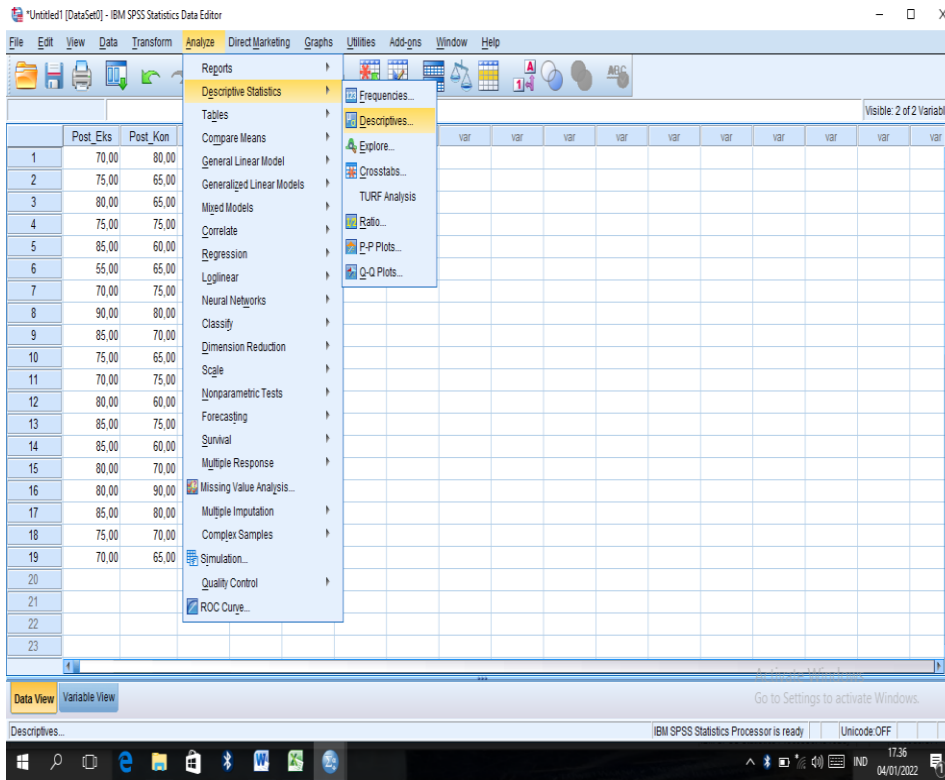 *Untitled1 [DataSet0] - IBM SPSS Statistics Data Editor
File Edit View Data Transform Analyze Direct Marketing Graphs Utilities Add-ons Window Help
Visible: 2 of 2 Variabl
Reports
Descriptive Statistics
Tables
Compare Means
General Linear Model
Generalized Linear Models
Mixed Models
Correlate
Regression
Loglinear
Neural Networks
Classify
Dimension Reduction
Scale
Nonparametric Tests
Forecasting
Survival
Multiple Response
Missing Value Analysis...
Multiple Imputation
Complex Samples
Simulation...
Quality Control
ROC Curve...
Frequencies...
Descriptives...
Explore...
Crosstabs...
TURF Analysis
Ratio...
P-P Plots...
Q-Q Plots...
Post_Eks Post_Kon var var var var var var var var var
1 70,00 80,00
2 75,00 65,00
3 80,00 65,00
4 75,00 75,00
5 85,00 60,00
6 55,00 65,00
7 70,00 75,00
8 90,00 80,00
9 85,00 70,00
10 75,00 65,00
11 70,00 75,00
12 80,00 60,00
13 85,00 75,00
14 85,00 60,00
15 80,00 70,00
16 80,00 90,00
17 85,00 80,00
18 75,00 70,00
19 70,00 65,00
20
21
22
23
Activate Windows
Go to Settings to activate Windows.
Data View Variable View
Descriptives... IBM SPSS Statistics Processor is ready Unicode:OFF
IND 17.36
04/01/2022